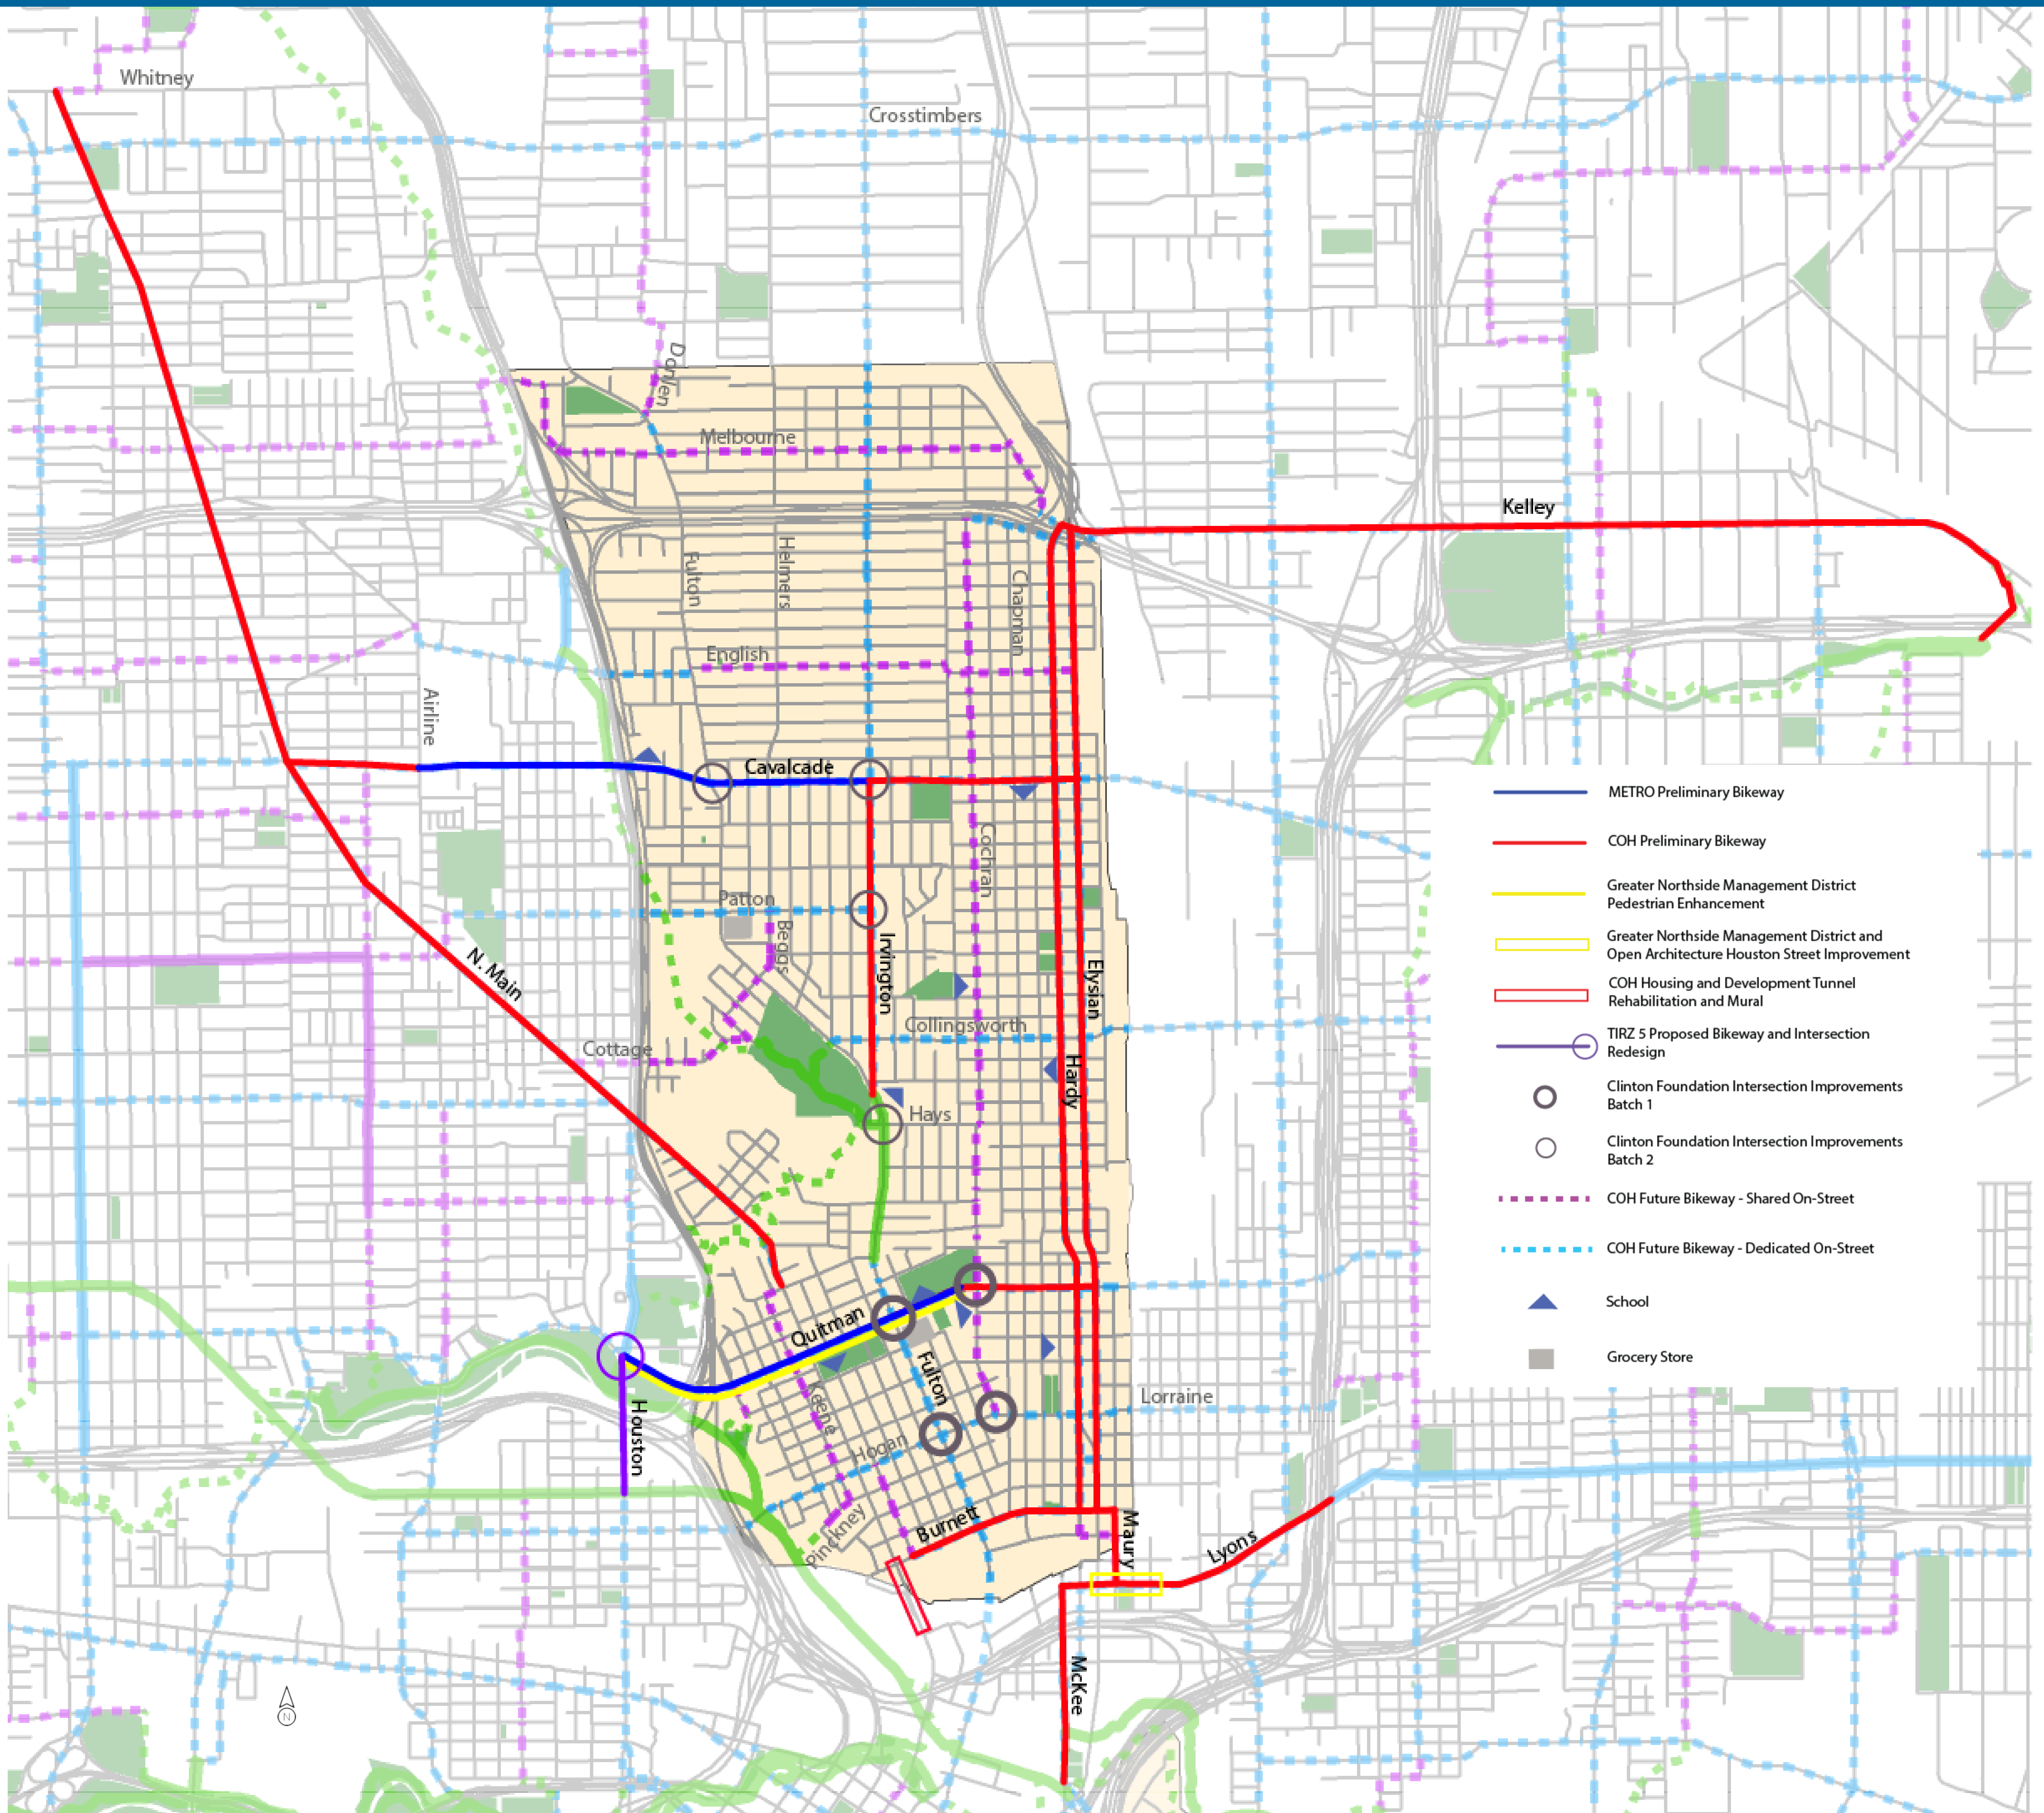 Whitney
Crosstimbers
Donlen
Melbourne
Kelley
Fulton
Helmers
Chapman
English
Airline
Cavalcade
METRO Preliminary Bikeway
COH Preliminary Bikeway
Greater Northside Management District
Pedestrian Enhancement
Greater Northside Management District and
Open Architecture Houston Street Improvement
COH Housing and Development Tunnel
Rehabilitation and Mural
TIRZ 5 Proposed Bikeway and Intersection
Redesign
Clinton Foundation Intersection Improvements
Batch 1
Clinton Foundation Intersection Improvements
Batch 2
COH Future Bikeway - Shared On-Street
COH Future Bikeway - Dedicated On-Street
School
Grocery Store
Cochran
Patton
Beggs
Irvington
N. Main
Elysian
Collingsworth
Cottage
Hardy
Hays
Quitman
Fulton
Keene
Lorraine
Houston
Hogan
Pinckney
Burnett
Maury
Lyons
McKee
N